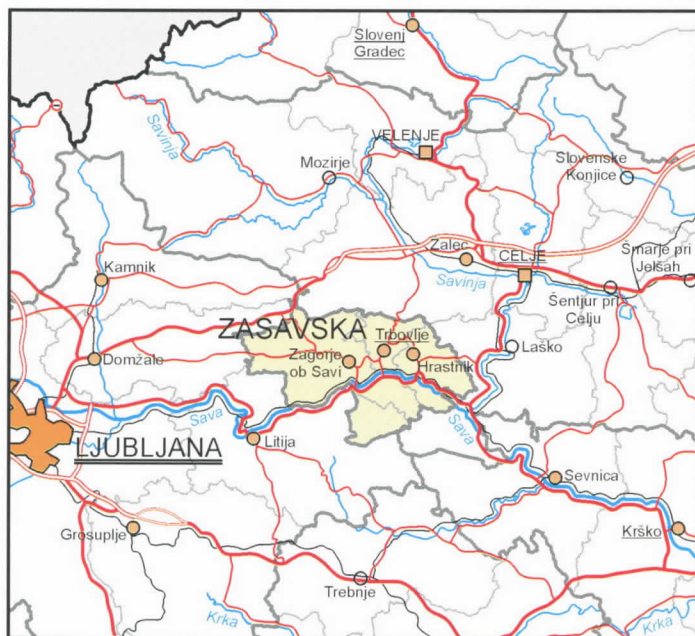 Slovenj
Gradec
Savinja
VELENJE
Mozirje
Slovenske
Konjice
Žalec
CELJE
Šmarje pri
Jelšah
Kamnik
Savinja
Šentjur pri
Celju
ZASAVSKA
Trbovlje
Zagorje
ob Savi
Hrastnik
Laško
Domžale
Sava
Sava
LJUBLJANA
Litija
Sevnica
Grosuplje
Krško
Trebnje
Krka
Krka